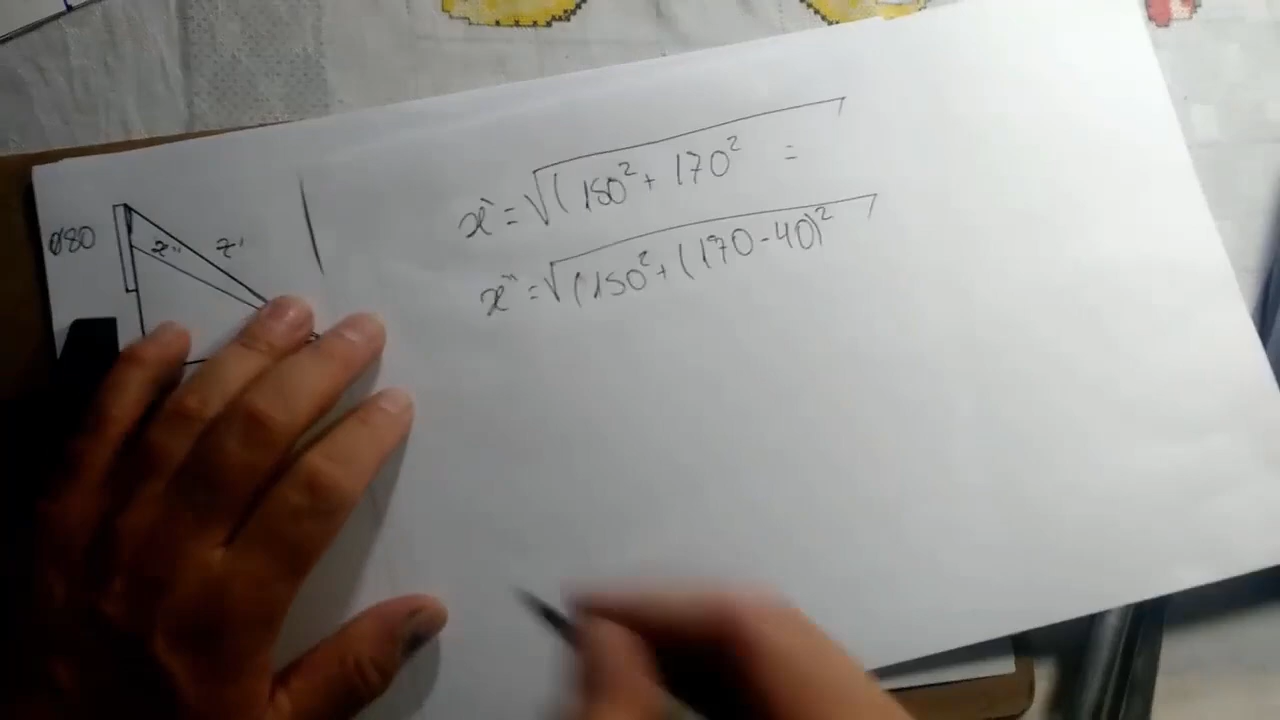 x' = √(150² + 170² =
x'' = √(150² + (170-40)²
Ø80
x''
x'